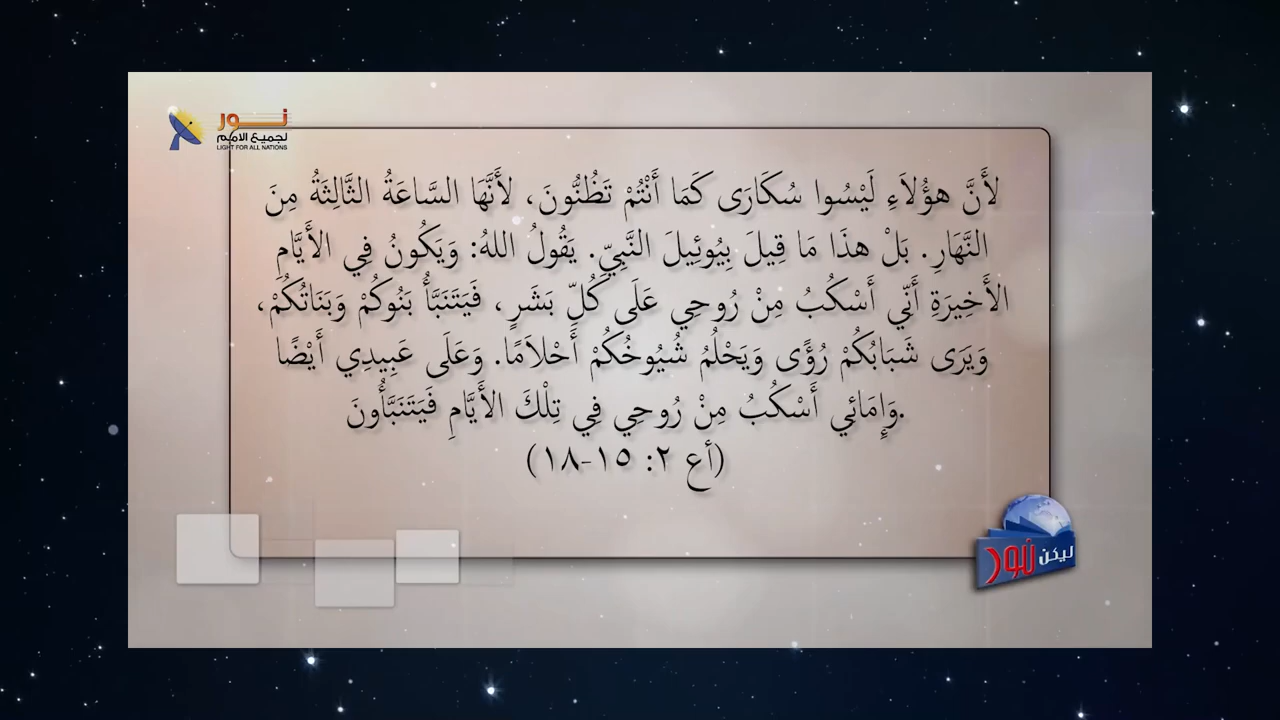 نـور
لجميع الامم
LIGHT FOR ALL NATIONS
لأَنَّ هؤُلاَءِ لَيْسُوا سُكَارَى كَمَا أَنْتُمْ تَظُنُّونَ، لأَنَّهَا السَّاعَةُ الثَّالِثَةُ مِنَ
النَّهَارِ. بَلْ هذَا مَا قِيلَ بِيُوئِيلَ النَّبِيِّ. يَقُولُ اللهُ: وَيَكُونُ فِي الأَيَّامِ
الأَخِيرَةِ أَنِّي أَسْكُبُ مِنْ رُوحِي عَلَى كُلِّ بَشَرٍ، فَيَتَنَبَّأُ بَنُوكُمْ وَبَنَاتُكُمْ،
وَيَرَى شَبَابُكُمْ رُؤًى وَيَحْلُمُ شُيُوخُكُمْ أَحْلاَمًا. وَعَلَى عَبِيدِي أَيْضًا
.وَإِمَائِي أَسْكُبُ مِنْ رُوحِي فِي تِلْكَ الأَيَّامِ فَيَتَنَبَّأُونَ
(أع ٢: ١٥-١٨)
ليكن نور